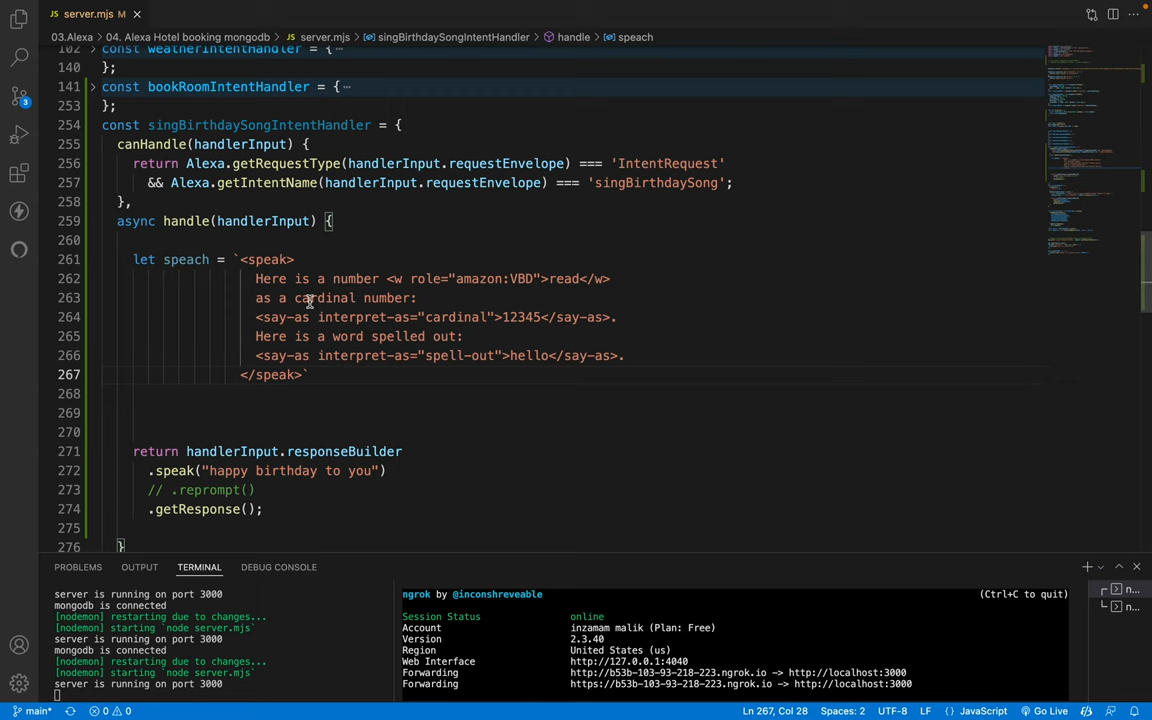 JS server.mjs M
03.Alexa > 04. Alexa Hotel booking mongodb > JS server.mjs > singBirthdaySongIntentHandler > handle > speach
102 const weatherIntentHandler = {
140 };
141 const bookRoomIntentHandler = {
253 };
254 const singBirthdaySongIntentHandler = {
255 canHandle(handlerInput) {
256 return Alexa.getRequestType(handlerInput.requestEnvelope) === 'IntentRequest'
257 && Alexa.getIntentName(handlerInput.requestEnvelope) === 'singBirthdaySong';
258 },
259 async handle(handlerInput) {
260
261 let speach = `<speak>
262 Here is a number <w role="amazon:VBD">read</w>
263 as a cardinal number:
264 <say-as interpret-as="cardinal">12345</say-as>.
265 Here is a word spelled out:
266 <say-as interpret-as="spell-out">hello</say-as>.
267 </speak>`
268
269
270
271 return handlerInput.responseBuilder
272 .speak("happy birthday to you")
273 // .reprompt()
274 .getResponse();
275
276 }
3
PROBLEMS OUTPUT TERMINAL DEBUG CONSOLE
server is running on port 3000
mongodb is connected
[nodemon] restarting due to changes...
[nodemon] starting `node server.mjs`
server is running on port 3000
mongodb is connected
[nodemon] restarting due to changes...
[nodemon] starting `node server.mjs`
server is running on port 3000
ngrok by @inconshreveable (Ctrl+C to quit)
Session Status online
Account inzamam malik (Plan: Free)
Version 2.3.40
Region United States (us)
Web Interface http://127.0.0.1:4040
Forwarding http://b53b-103-93-218-223.ngrok.io -> http://localhost:3000
Forwarding https://b53b-103-93-218-223.ngrok.io -> http://localhost:3000
n...
n...
main* 0 0 Ln 267, Col 28 Spaces: 2 UTF-8 LF {} JavaScript Go Live